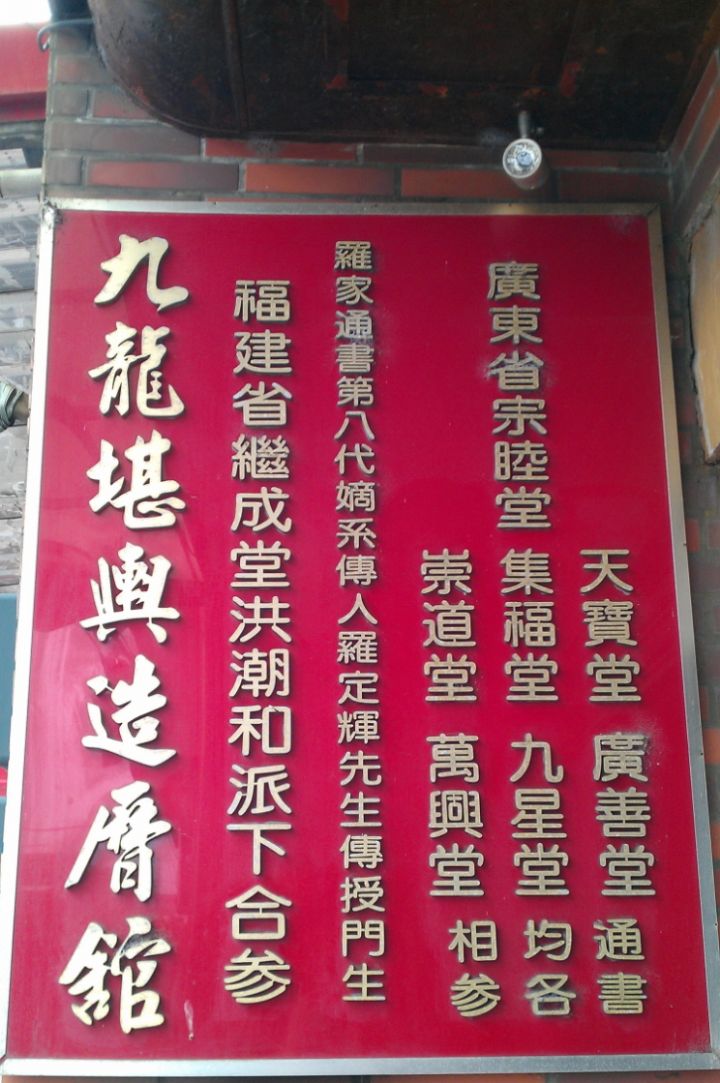 廣東省宗睦堂
天寶堂 廣善堂 通書
集福堂 九星堂 均各
崇道堂 萬興堂 相参
羅家通書第八代嫡系傳人羅定輝先生傳授門生
福建省繼成堂洪潮和派下合参
九龍堪輿造曆舘